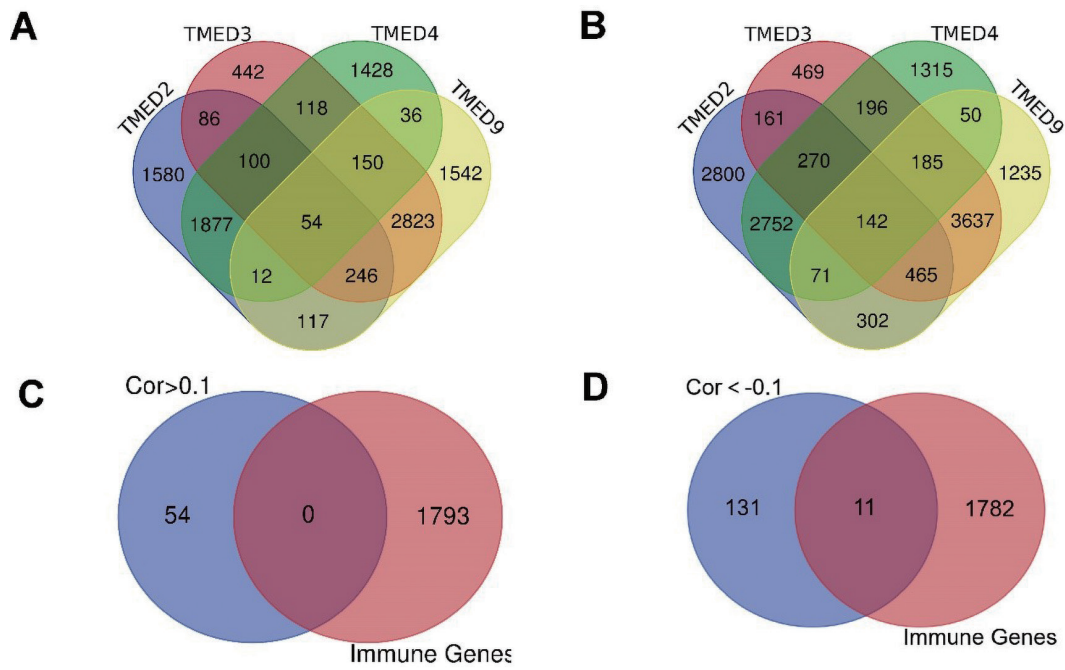 A
TMED3
TMED4
TMED2
TMED9
442
1428
86
118
36
1580
100
150
1542
1877
54
2823
12
246
117
B
TMED3
TMED4
TMED2
TMED9
469
1315
161
196
50
2800
270
185
1235
2752
142
3637
71
465
302
C
Cor>0.1
54
0
1793
Immune Genes
D
Cor < -0.1
131
11
1782
Immune Genes